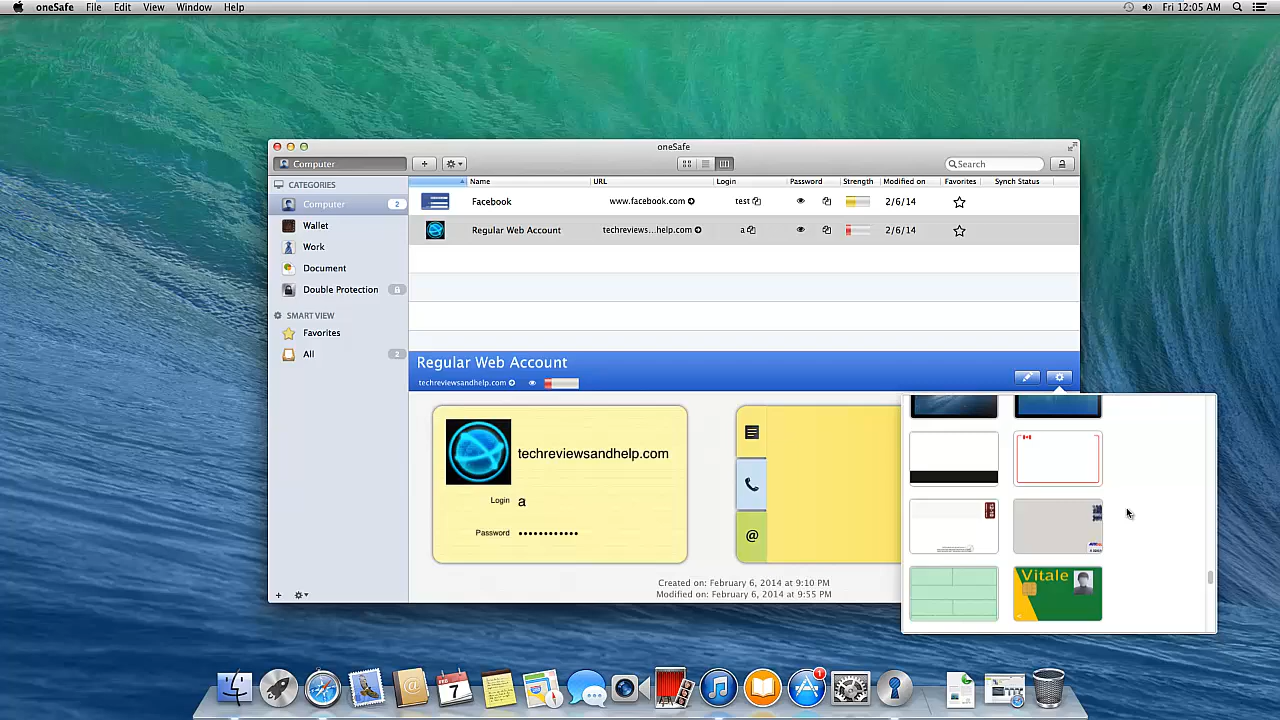 oneSafe File Edit View Window Help Fri 12:05 AM
oneSafe
Computer
Search
CATEGORIES
Computer 2
Wallet
Work
Document
Double Protection
SMART VIEW
Favorites
All 2
Name URL Login Password Strength Modified on Favorites Synch Status
Facebook www.facebook.com test 2/6/14
Regular Web Account techreviews...help.com a 2/6/14
Regular Web Account
techreviewsandhelp.com
techreviewsandhelp.com
Login a
Password ••••••••••••
@
Created on: February 6, 2014 at 9:10 PM
Modified on: February 6, 2014 at 9:55 PM
Vitale
FEB
7
1